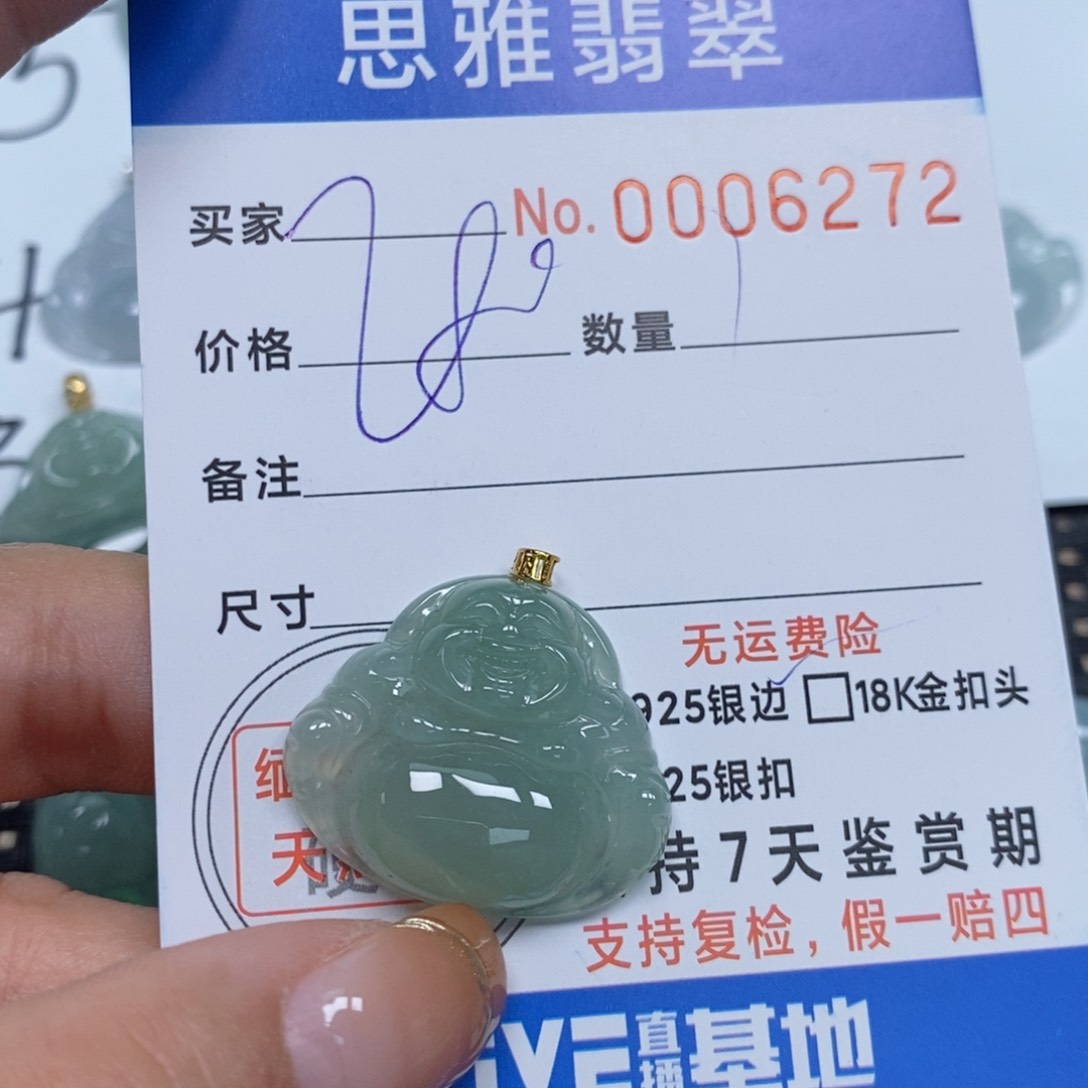 思雅翡翠
买家 No. 0006272
价格 数量
备注
尺寸
无运费险
925银边 □18K金扣头
25银扣
缅
天
持7天鉴赏期
支持复检，假一赔四
直播基地